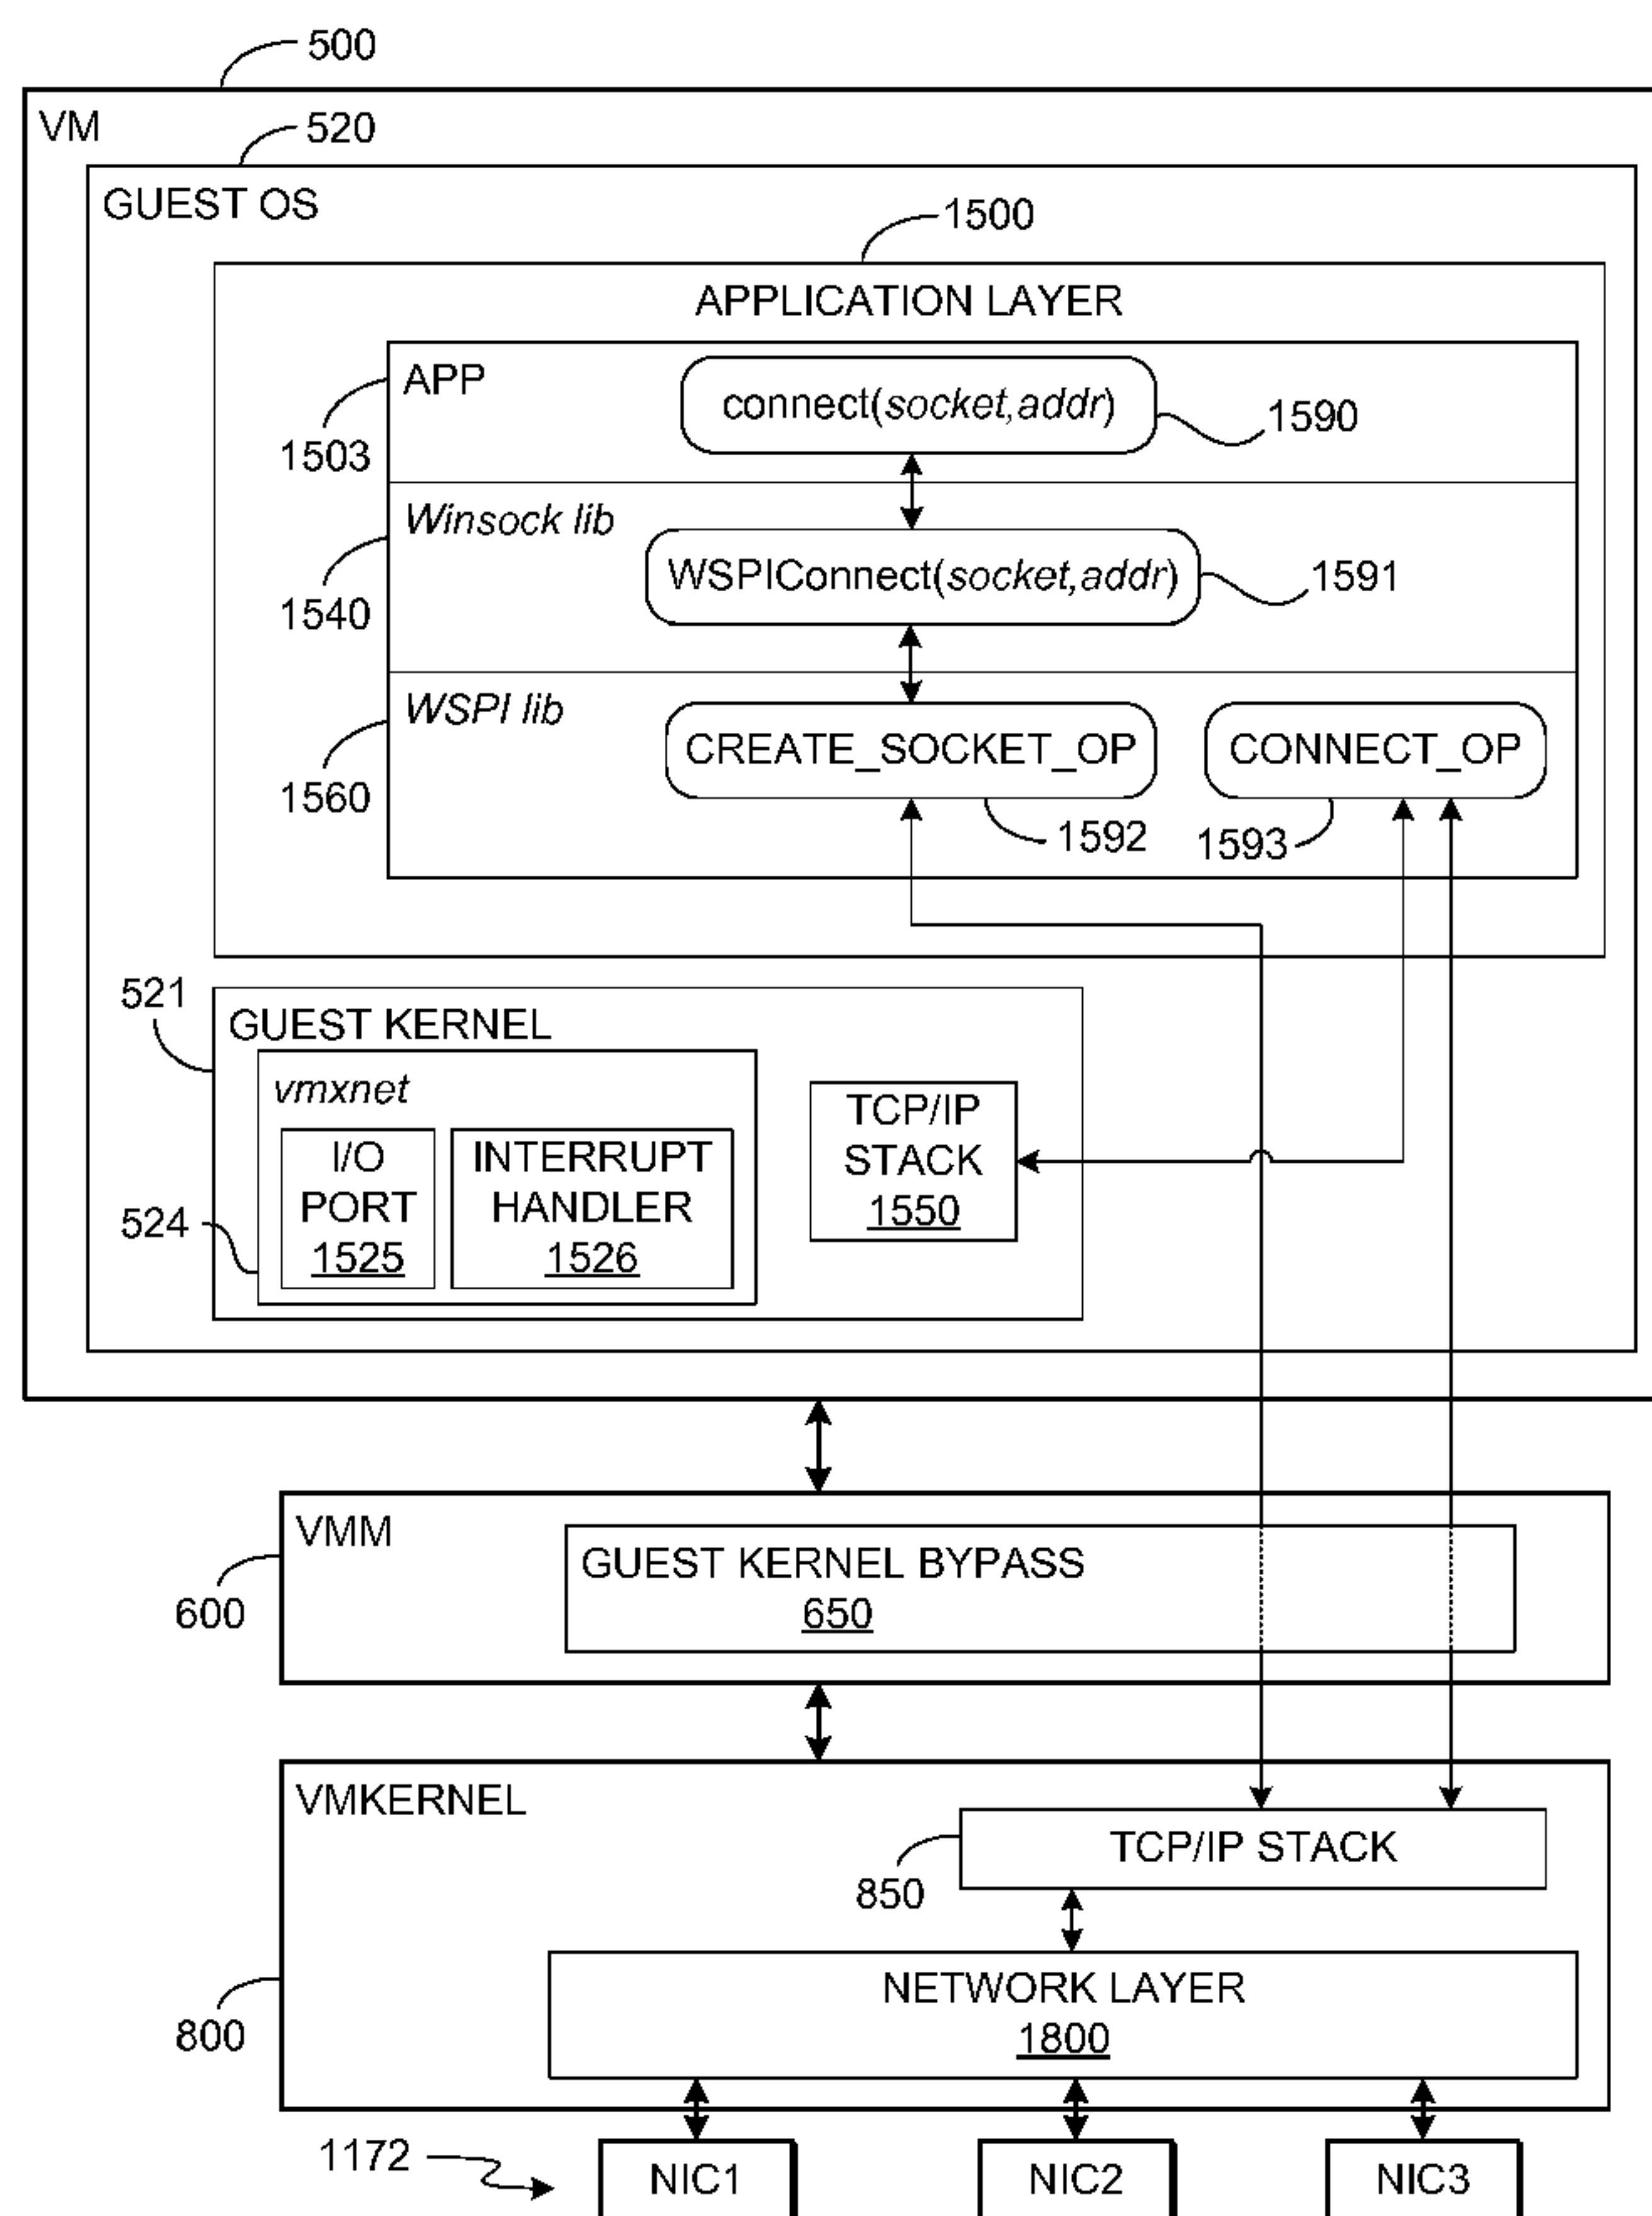 500
VM
520
GUEST OS
1500
APPLICATION LAYER
APP
connect(socket,addr)
1590
1503
Winsock lib
WSPIConnect(socket,addr)
1591
1540
WSPI lib
CREATE_SOCKET_OP
CONNECT_OP
1560
1592
1593
521
GUEST KERNEL
vmxnet
I/O
PORT
1525
INTERRUPT
HANDLER
1526
524
TCP/IP
STACK
1550
VMM
GUEST KERNEL BYPASS
650
600
VMKERNEL
TCP/IP STACK
850
NETWORK LAYER
1800
800
1172
NIC1
NIC2
NIC3